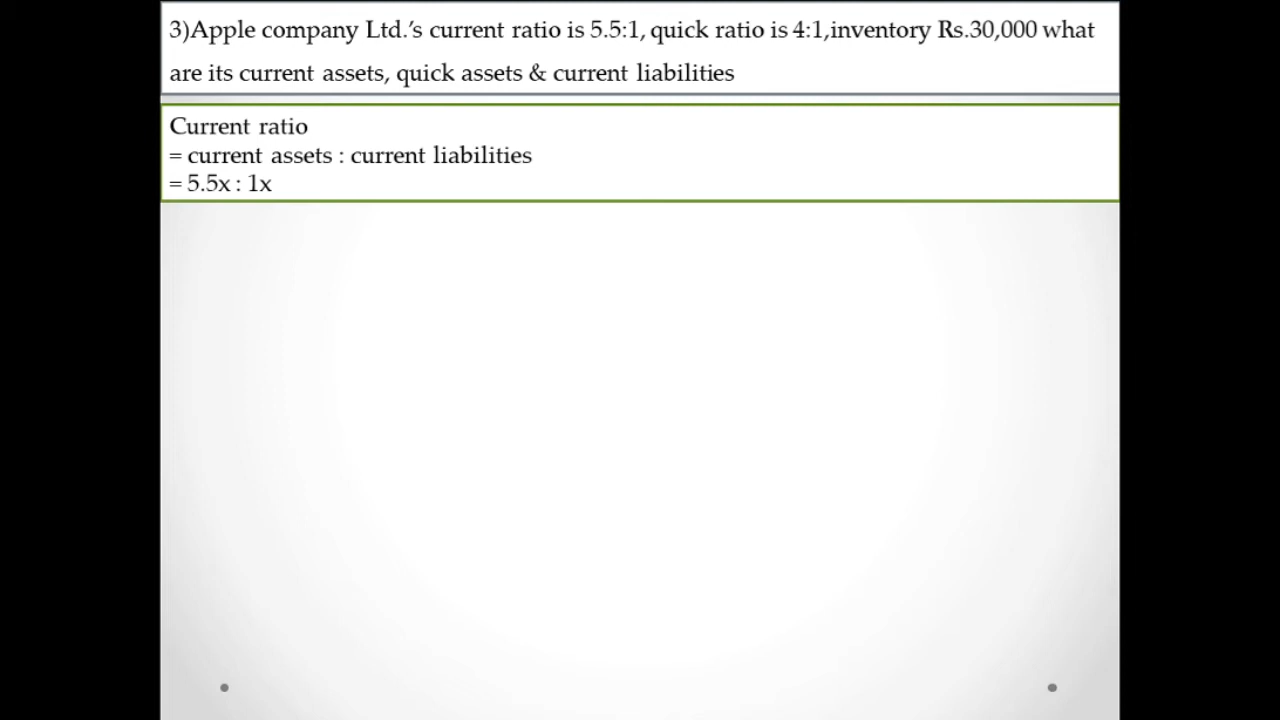 3)Apple company Ltd.’s current ratio is 5.5:1, quick ratio is 4:1,inventory Rs.30,000 what
are its current assets, quick assets & current liabilities
Current ratio
= current assets : current liabilities
= 5.5x : 1x